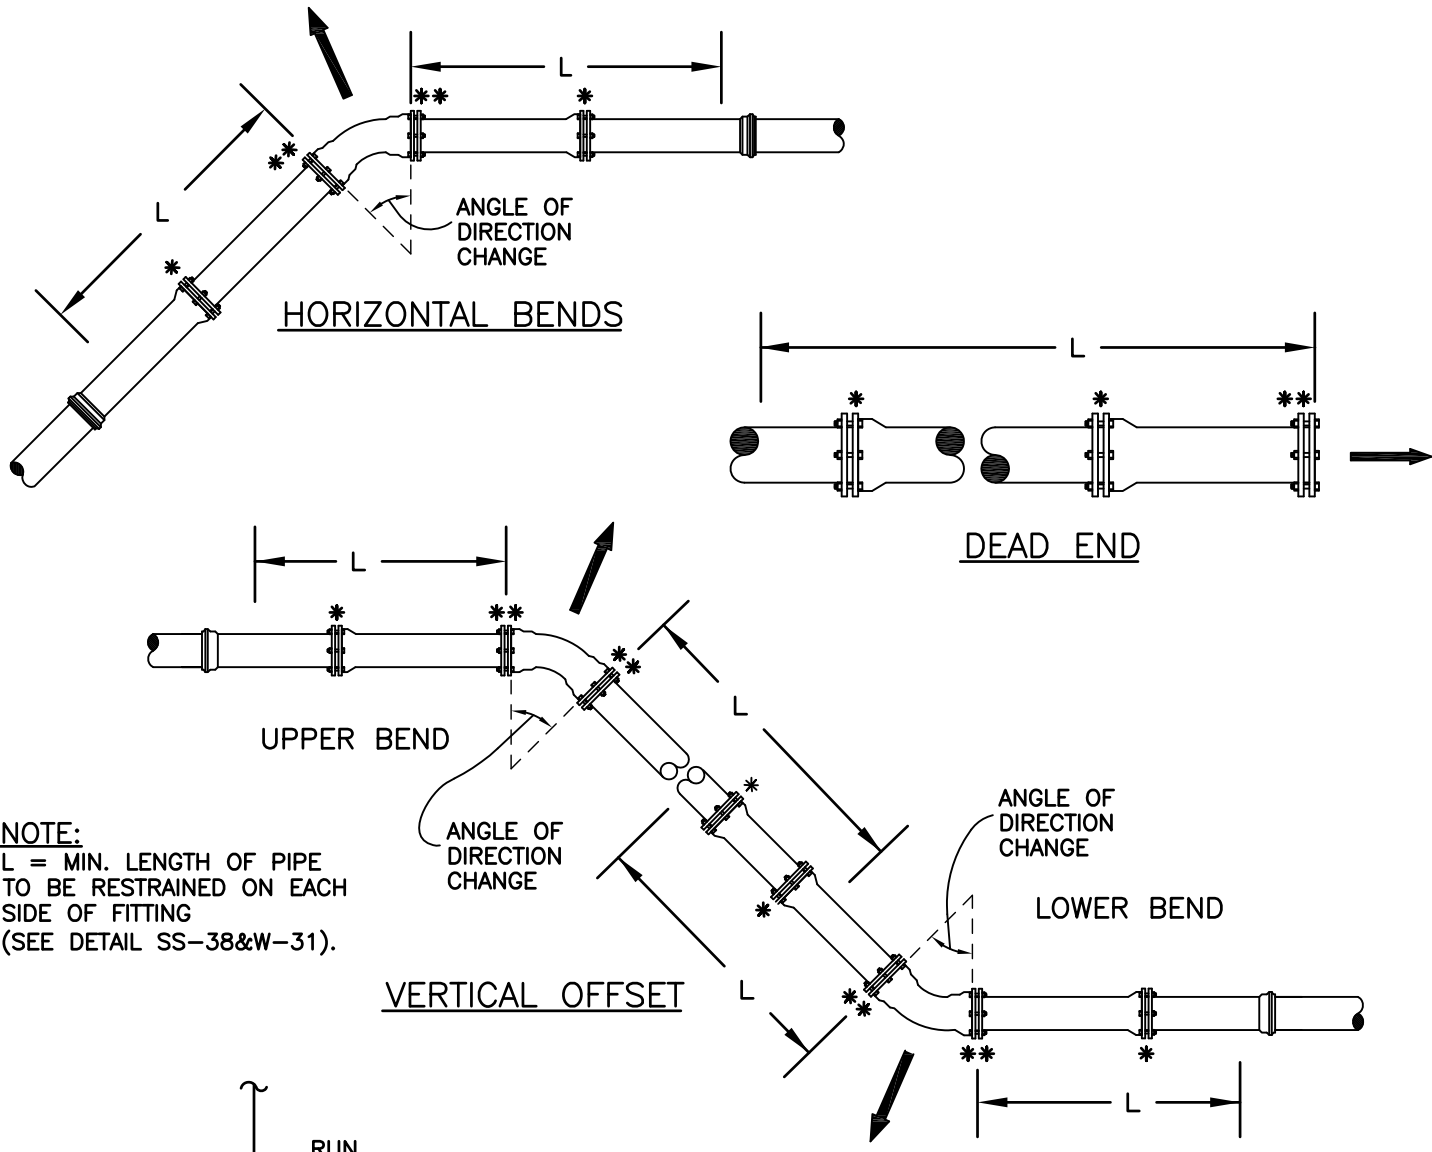 L
**
*
**
L
*
ANGLE OF
DIRECTION
CHANGE
HORIZONTAL BENDS
L
*
*
**
DEAD END
L
*
**
**
L
UPPER BEND
ANGLE OF
DIRECTION
CHANGE
*
*
L
**
ANGLE OF
DIRECTION
CHANGE
LOWER BEND
**
*
L
VERTICAL OFFSET
NOTE:
L = MIN. LENGTH OF PIPE
TO BE RESTRAINED ON EACH
SIDE OF FITTING
(SEE DETAIL SS-38&W-31).
RUN